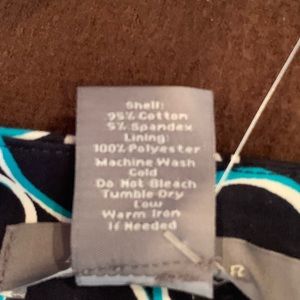 Shell:
95% Cotton
5% Spandex
Lining:
100% Polyester
Machine Wash
Cold
Do Not Bleach
Tumble Dry
Low
Warm Iron
If Needed
R